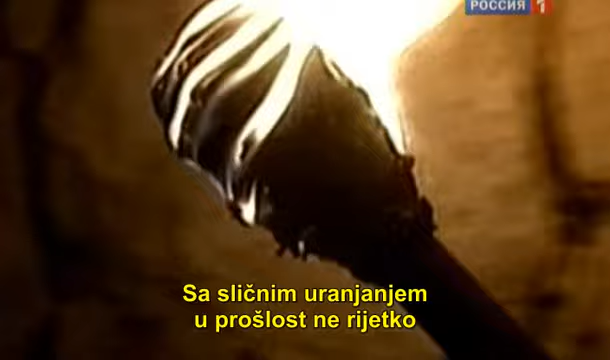 РОССИЯ 1
Sa sličnim uranjanjem
u prošlost ne rijetko